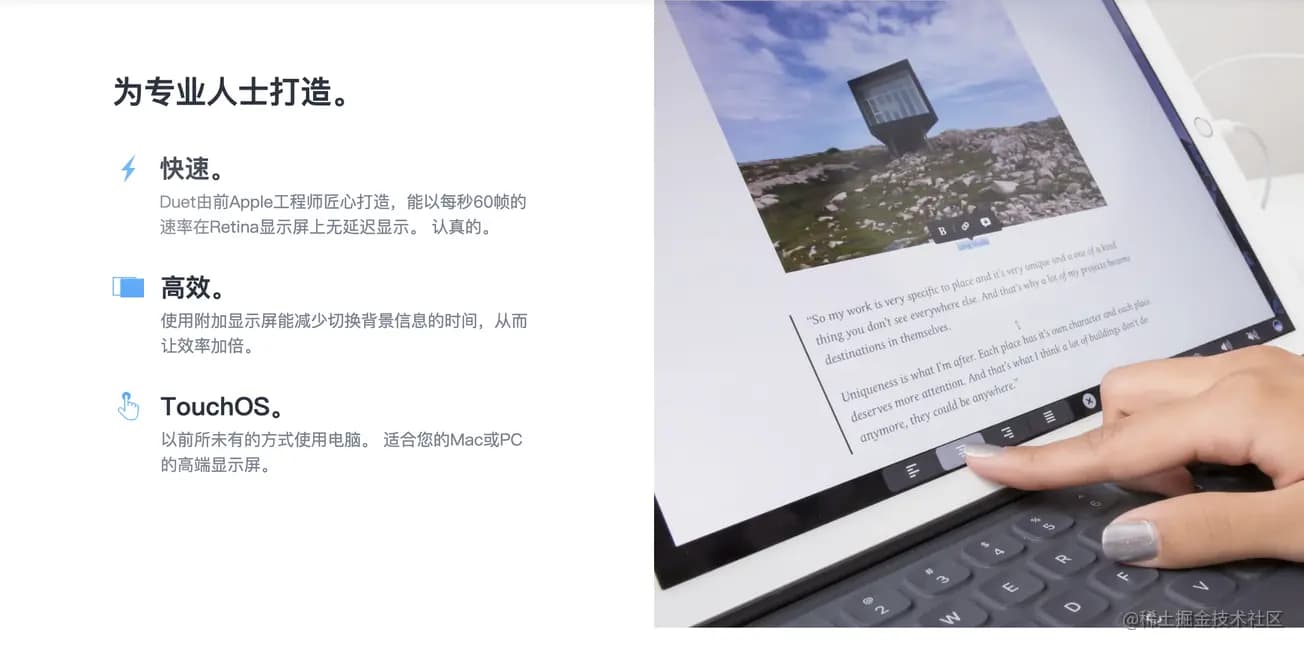 为专业人士打造。
快速。
Duet由前Apple工程师匠心打造，能以每秒60帧的
速率在Retina显示屏上无延迟显示。 认真的。
高效。
使用附加显示屏能减少切换背景信息的时间，从而
让效率加倍。
TouchOS。
以前所未有的方式使用电脑。 适合您的Mac或PC
的高端显示屏。
B
“So my work is very specific to place and it's very unique and a one of a kind
thing you don't see everywhere else. And that's why a lot of my projects become
destinations in themselves.
Uniqueness is what I'm after. Each place has it's own character and each place
deserves more attention. And that's what I think a lot of buildings don't do
anymore, they could be anywhere.”
@ 2
# 3
$ 4
% 5
^ 6
W
E
R
D
F
V
@稀土掘金技术社区